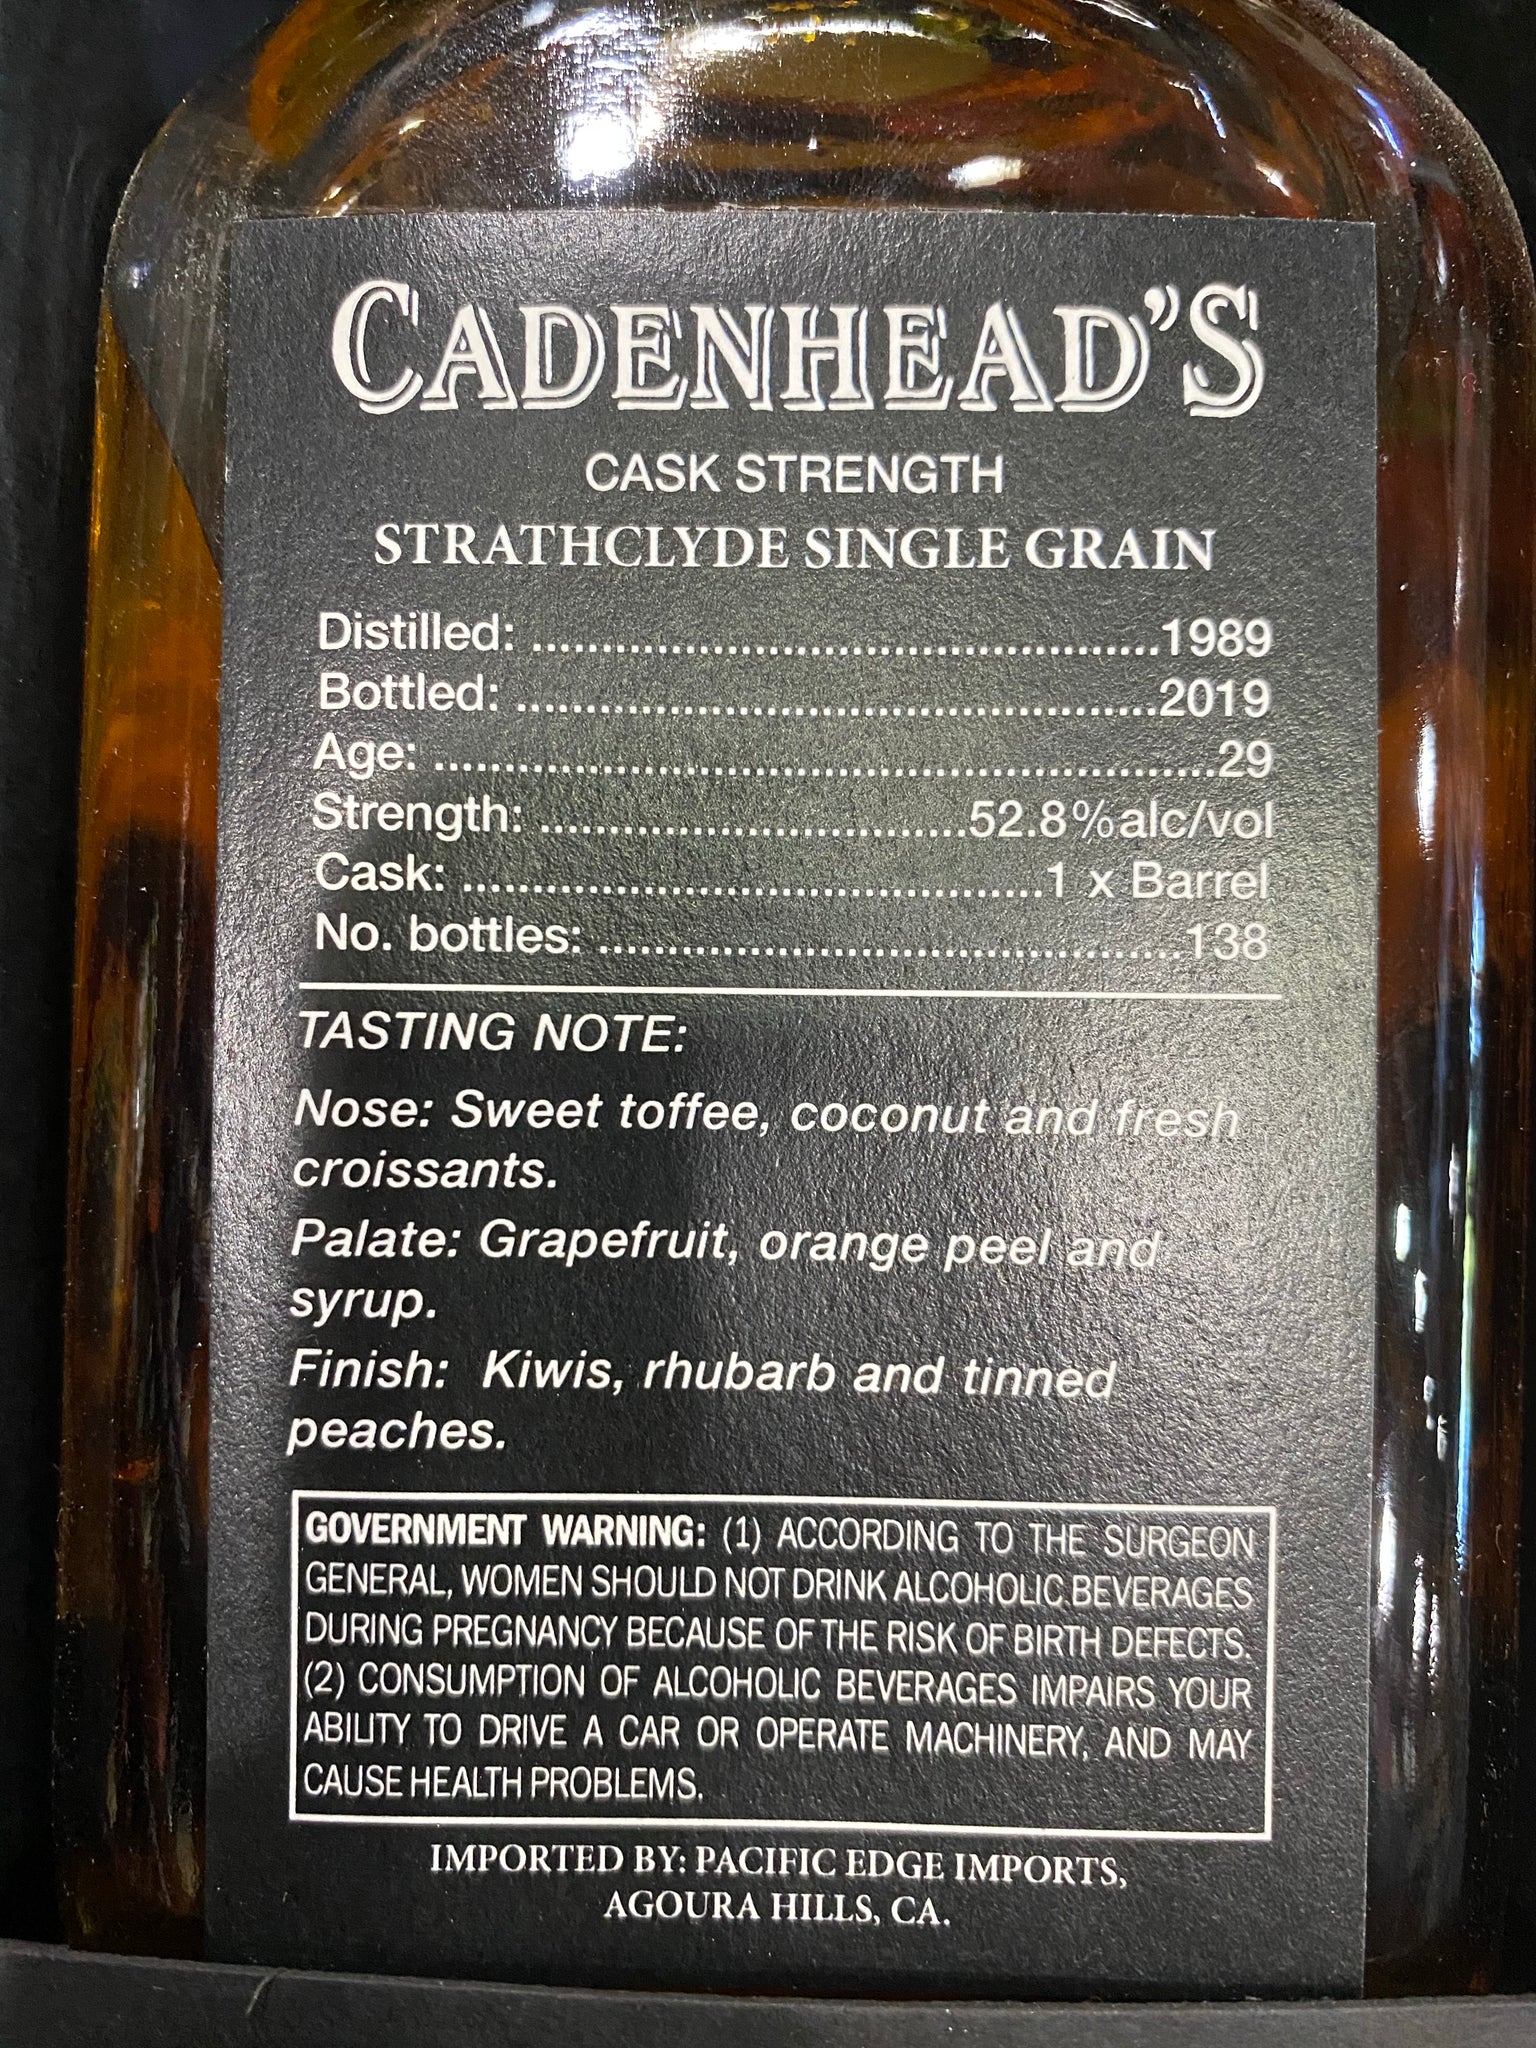 CADENHEAD'S
CASK STRENGTH
STRATHCLYDE SINGLE GRAIN
Distilled: ......................................................1989
Bottled: .......................................................2019
Age: ...................................................................29
Strength: .....................................52.8%alc/vol
Cask: ..................................................1 x Barrel
No. bottles: ..................................................138
TASTING NOTE:
Nose: Sweet toffee, coconut and fresh
croissants.
Palate: Grapefruit, orange peel and
syrup.
Finish: Kiwis, rhubarb and tinned
peaches.
GOVERNMENT WARNING: (1) ACCORDING TO THE SURGEON
GENERAL, WOMEN SHOULD NOT DRINK ALCOHOLIC BEVERAGES
DURING PREGNANCY BECAUSE OF THE RISK OF BIRTH DEFECTS.
(2) CONSUMPTION OF ALCOHOLIC BEVERAGES IMPAIRS YOUR
ABILITY TO DRIVE A CAR OR OPERATE MACHINERY, AND MAY
CAUSE HEALTH PROBLEMS.
IMPORTED BY: PACIFIC EDGE IMPORTS,
AGOURA HILLS, CA.